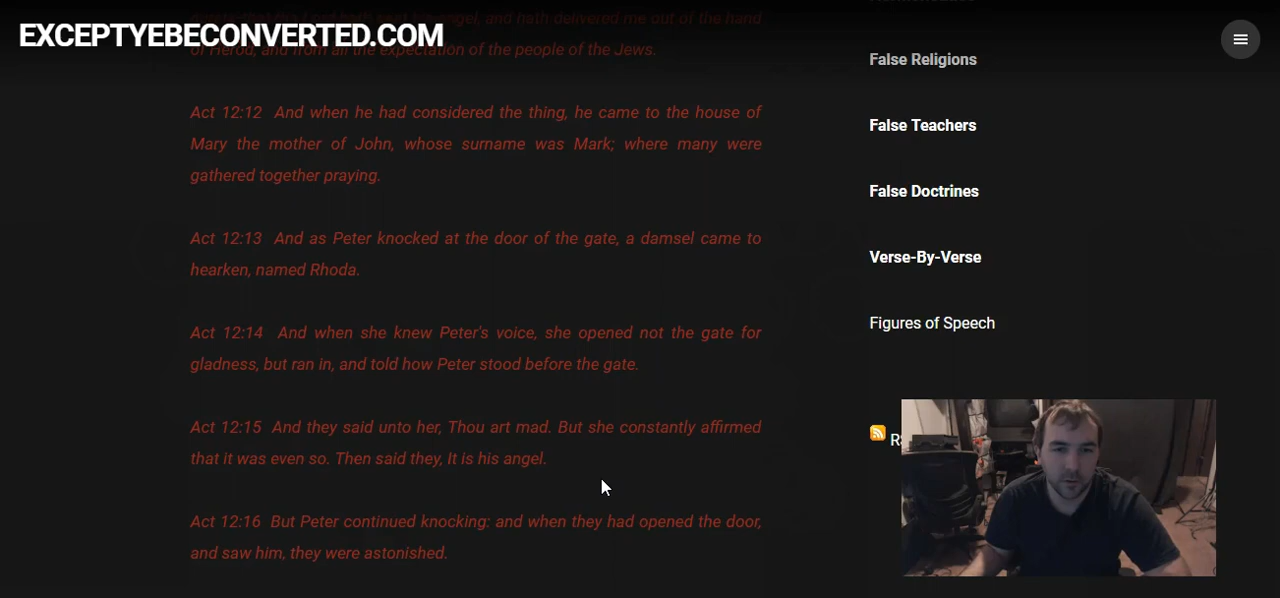 angel, and hath delivered me out of the hand
EXCEPTYEBECONVERTED.COM
of Herod, and from all the expectation of the people of the Jews.
False Religions
Act 12:12 And when he had considered the thing, he came to the house of
Mary the mother of John, whose surname was Mark; where many were
gathered together praying.
False Teachers
False Doctrines
Act 12:13 And as Peter knocked at the door of the gate, a damsel came to
hearken, named Rhoda.
Verse-By-Verse
Figures of Speech
Act 12:14 And when she knew Peter's voice, she opened not the gate for
gladness, but ran in, and told how Peter stood before the gate.
Act 12:15 And they said unto her, Thou art mad. But she constantly affirmed
that it was even so. Then said they, It is his angel.
Act 12:16 But Peter continued knocking: and when they had opened the door,
and saw him, they were astonished.